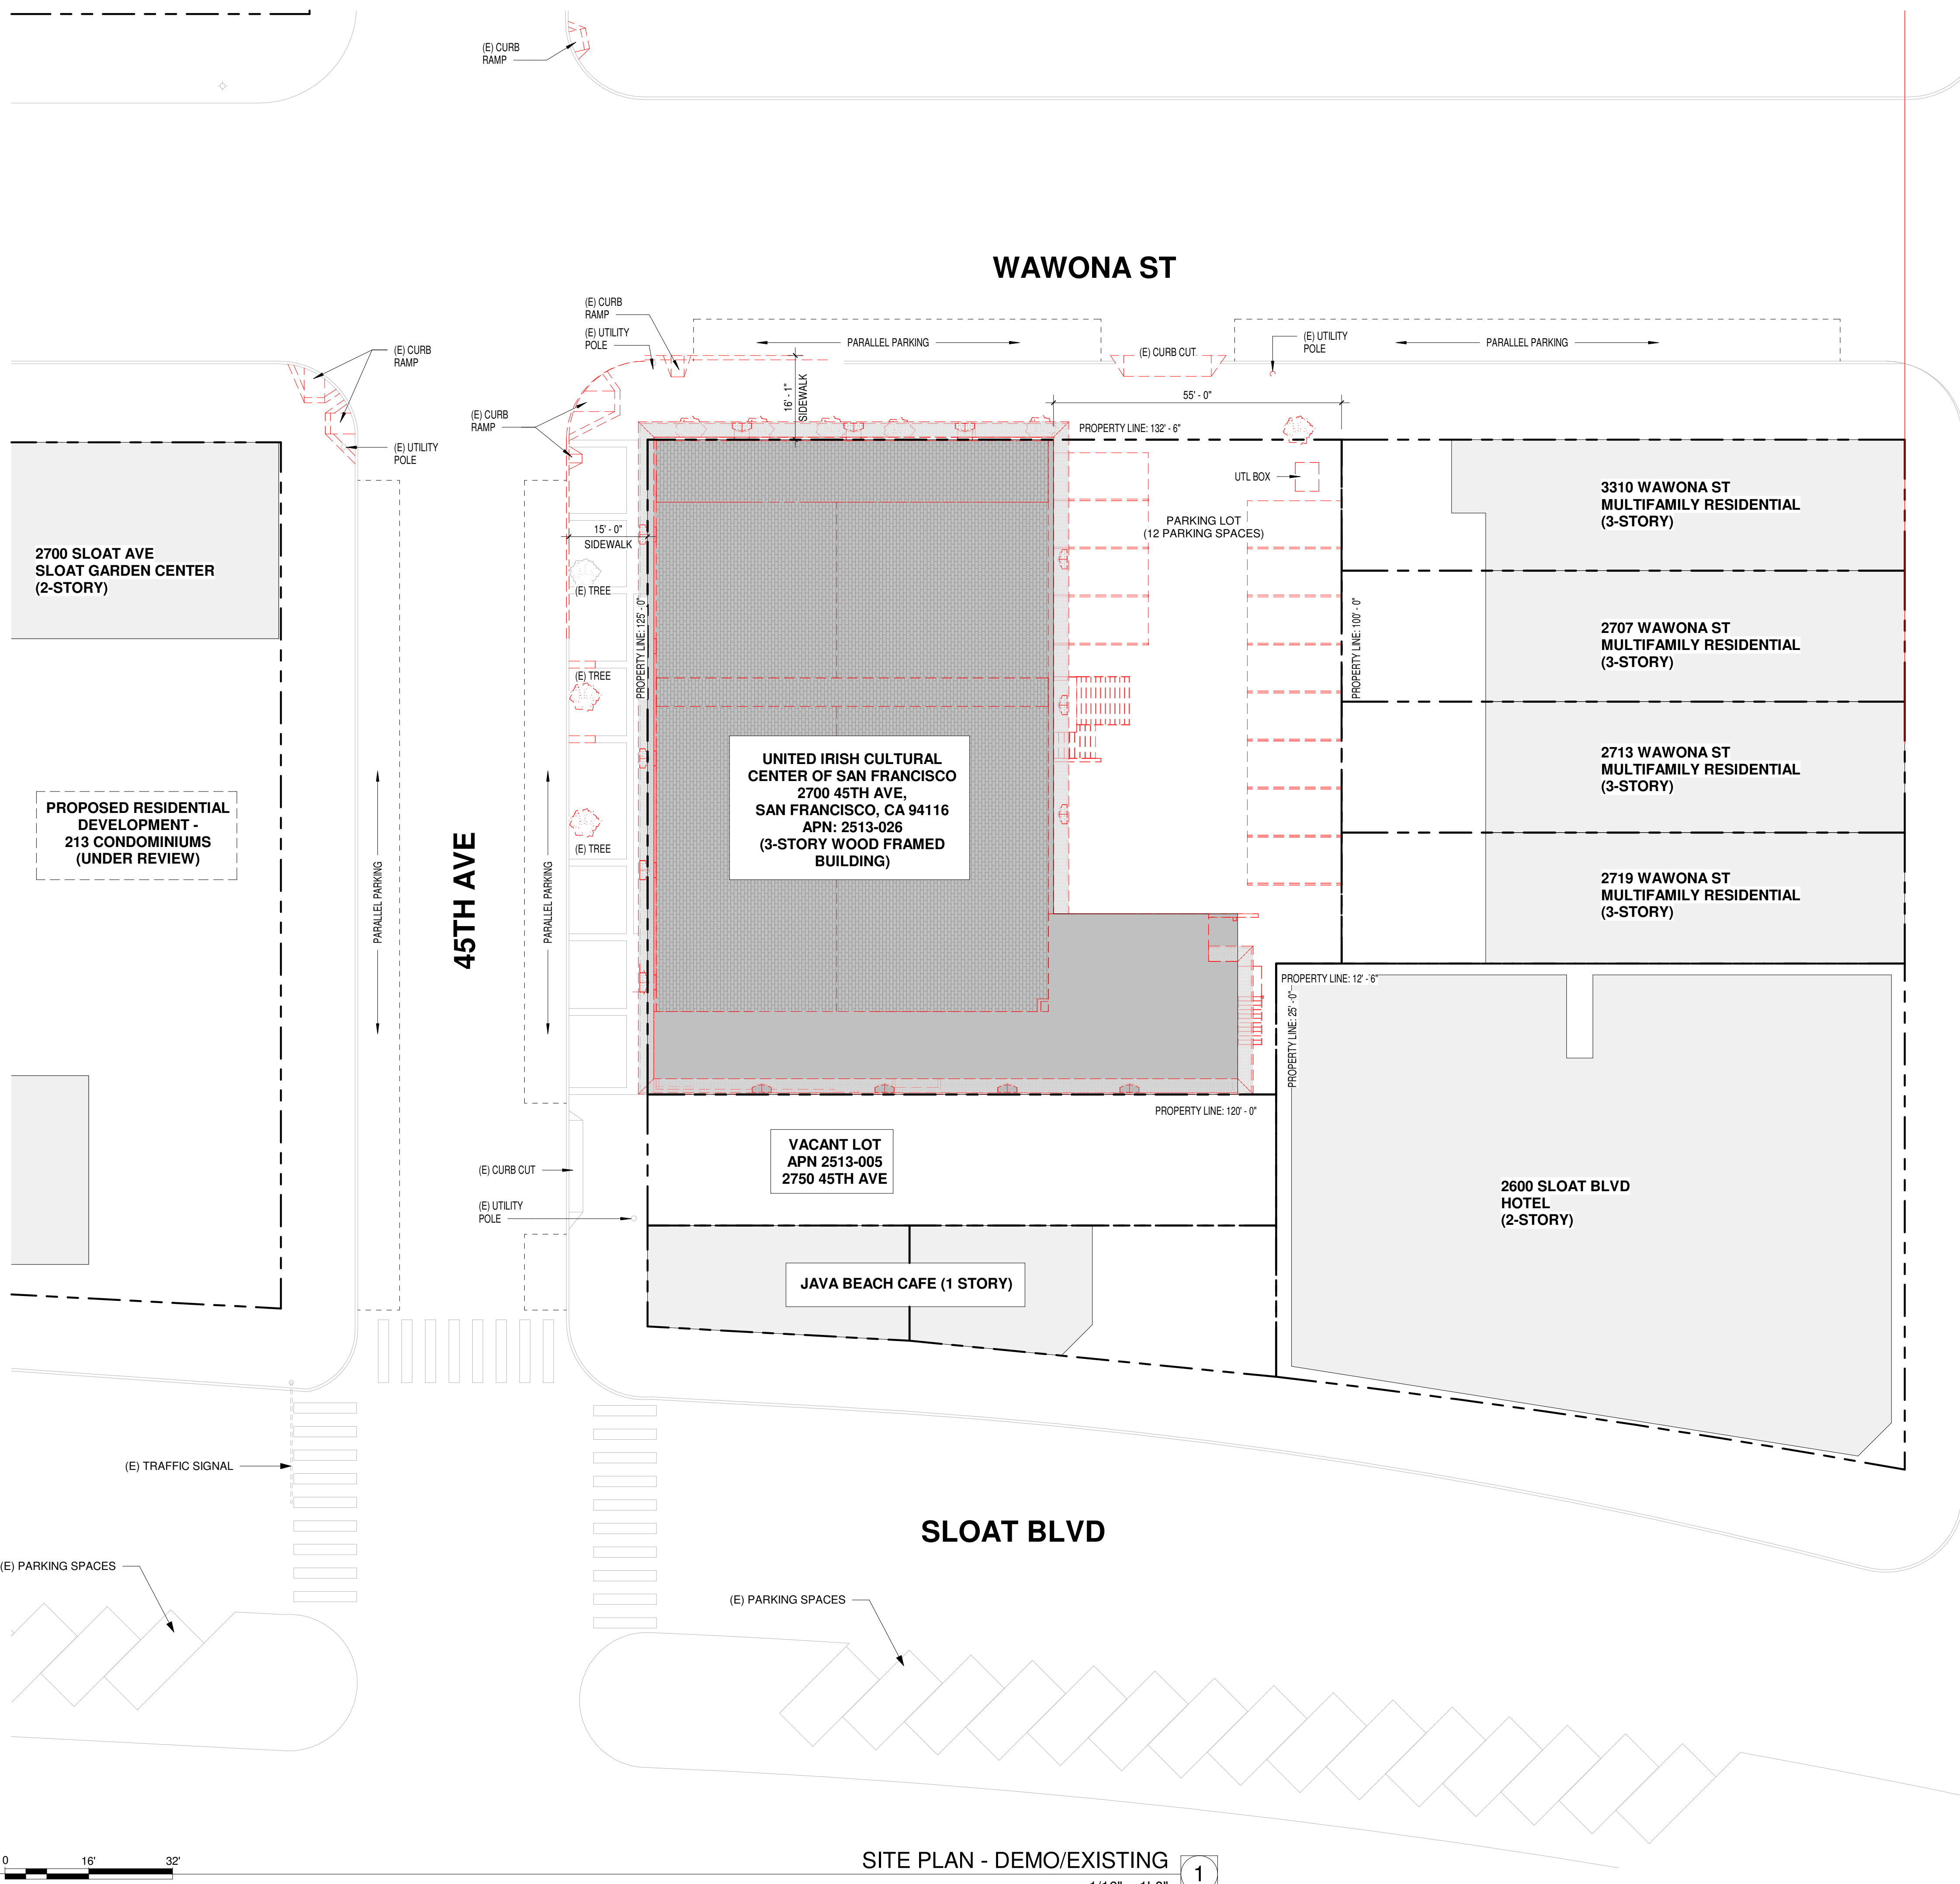 (E) CURB
RAMP
WAWONA ST
(E) CURB
RAMP
(E) UTILITY
POLE
PARALLEL PARKING
(E) CURB CUT
(E) UTILITY
POLE
PARALLEL PARKING
(E) CURB
RAMP
(E) UTILITY
POLE
(E) CURB
RAMP
16' - 1"
SIDEWALK
55' - 0"
PROPERTY LINE: 132' - 6"
UTL BOX
PARKING LOT
(12 PARKING SPACES)
15' - 0"
SIDEWALK
(E) TREE
(E) TREE
(E) TREE
PROPERTY LINE: 125' - 0"
PROPERTY LINE: 100' - 0"
3310 WAWONA ST
MULTIFAMILY RESIDENTIAL
(3-STORY)
2707 WAWONA ST
MULTIFAMILY RESIDENTIAL
(3-STORY)
2713 WAWONA ST
MULTIFAMILY RESIDENTIAL
(3-STORY)
2719 WAWONA ST
MULTIFAMILY RESIDENTIAL
(3-STORY)
2700 SLOAT AVE
SLOAT GARDEN CENTER
(2-STORY)
PROPOSED RESIDENTIAL
DEVELOPMENT -
213 CONDOMINIUMS
(UNDER REVIEW)
PARALLEL PARKING
45TH AVE
PARALLEL PARKING
UNITED IRISH CULTURAL
CENTER OF SAN FRANCISCO
2700 45TH AVE,
SAN FRANCISCO, CA 94116
APN: 2513-026
(3-STORY WOOD FRAMED
BUILDING)
PROPERTY LINE: 12' - 6"
PROPERTY LINE: 25' - 0"
PROPERTY LINE: 120' - 0"
(E) CURB CUT
(E) UTILITY
POLE
VACANT LOT
APN 2513-005
2750 45TH AVE
JAVA BEACH CAFE (1 STORY)
2600 SLOAT BLVD
HOTEL
(2-STORY)
(E) TRAFFIC SIGNAL
SLOAT BLVD
(E) PARKING SPACES
(E) PARKING SPACES
0 16' 32'
SITE PLAN - DEMO/EXISTING
1